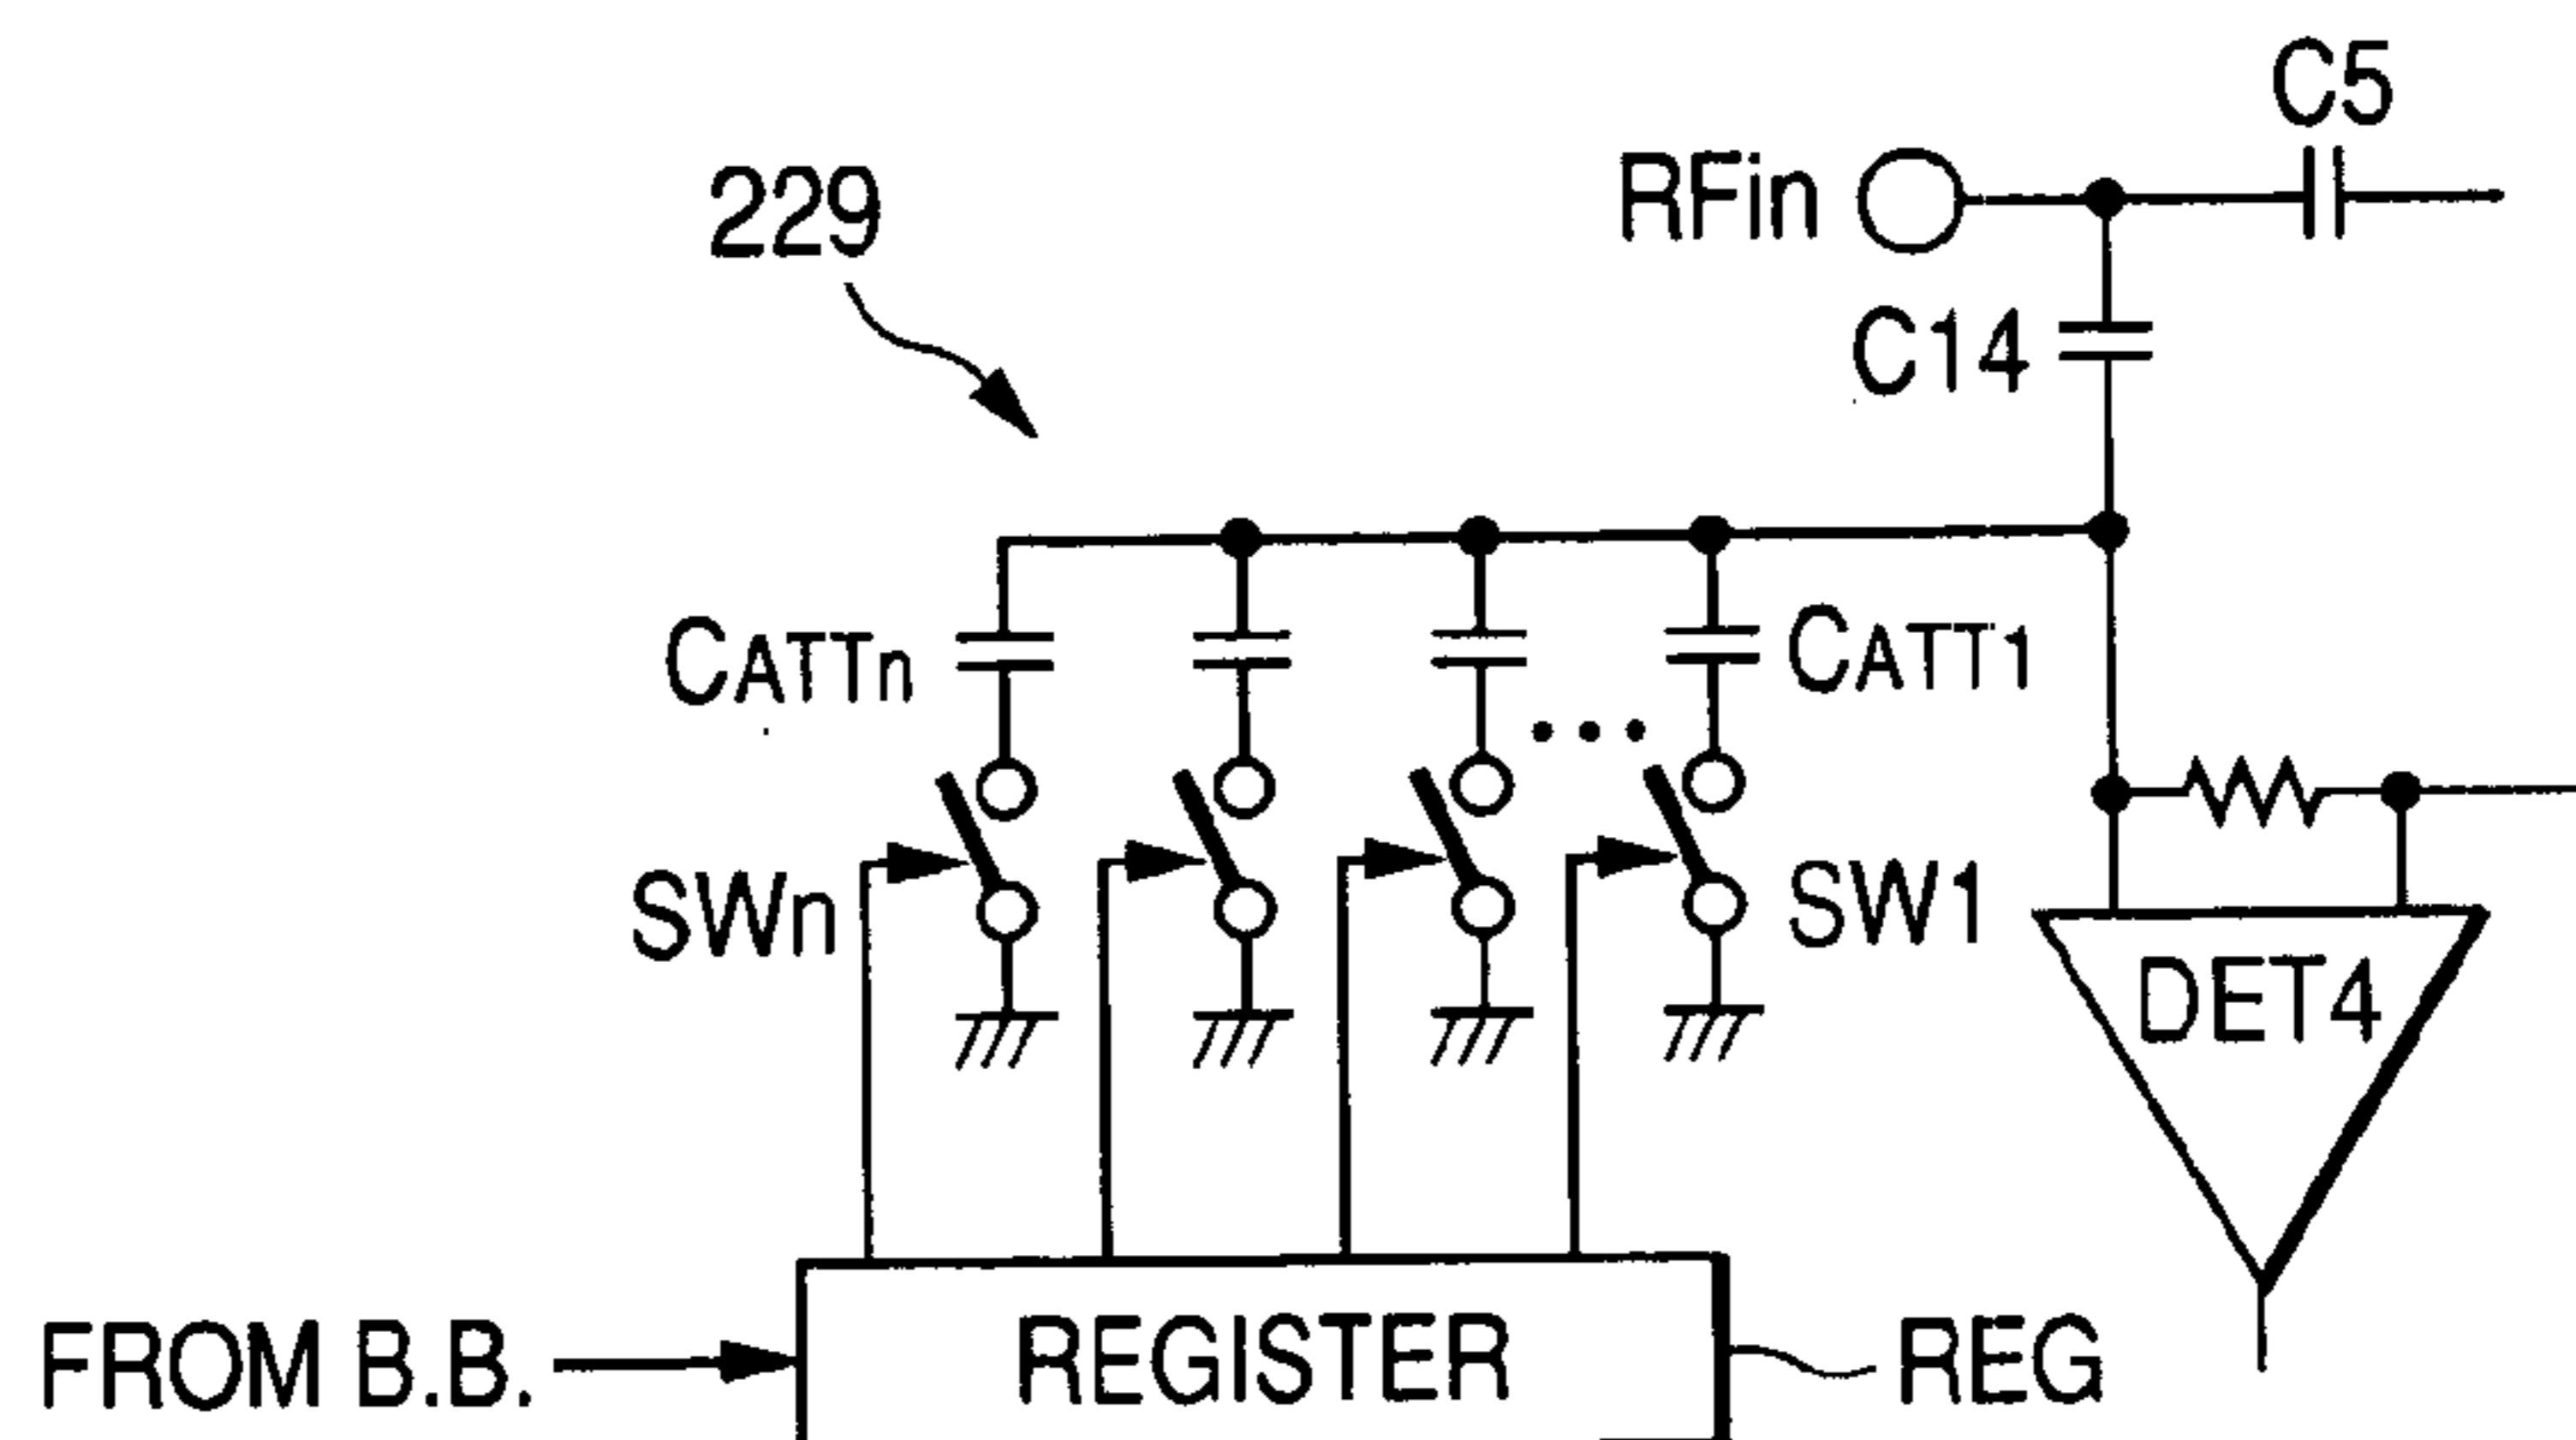 C5
RFin
229
C14
CATTn
CATT1
SWn
SW1
DET4
FROM B.B.
REGISTER
REG